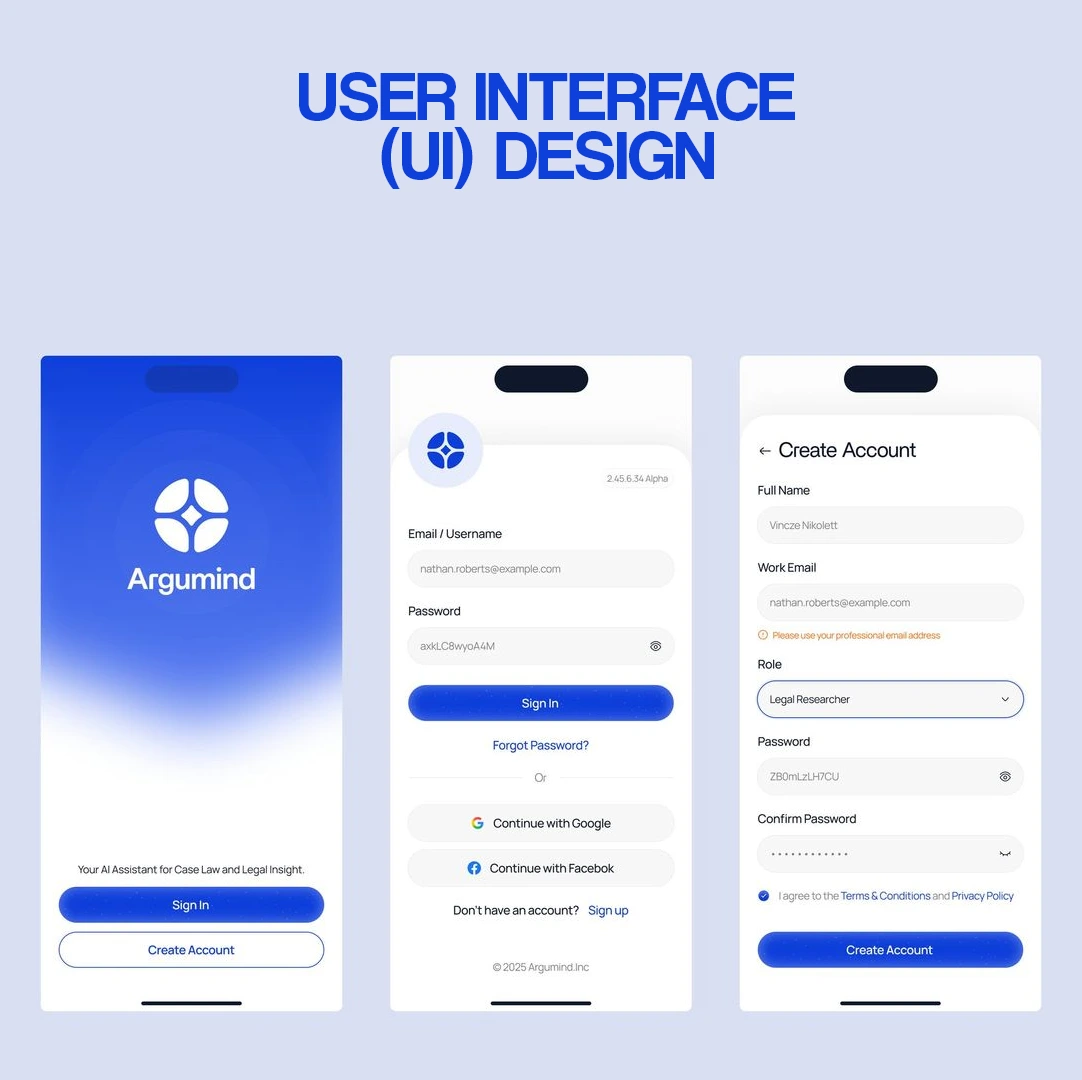 USER INTERFACE
(UI) DESIGN
Argumind
Your AI Assistant for Case Law and Legal Insight.
Sign In
Create Account
2.45.6.34 Alpha
Email / Username
nathan.roberts@example.com
Password
axkLC8wyoA4M
Sign In
Forgot Password?
Or
Continue with Google
Continue with Facebok
Don't have an account? Sign up
© 2025 Argumind.Inc
Create Account
Full Name
Vincze Nikolett
Work Email
nathan.roberts@example.com
Please use your professional email address
Role
Legal Researcher
Password
ZB0mLzLH7CU
Confirm Password
I agree to the Terms & Conditions and Privacy Policy
Create Account